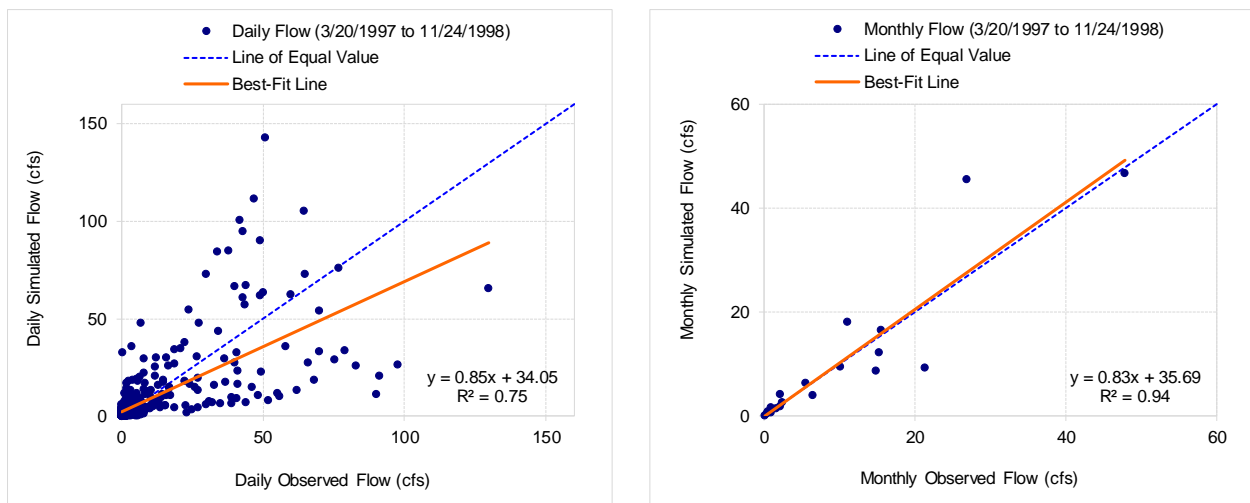 Daily Flow (3/20/1997 to 11/24/1998)
Line of Equal Value
Best-Fit Line
150
100
50
0
Daily Simulated Flow (cfs)
y = 0.85x + 34.05
R² = 0.75
0 50 100 150
Daily Observed Flow (cfs)
Monthly Flow (3/20/1997 to 11/24/1998)
Line of Equal Value
Best-Fit Line
60
40
20
0
Monthly Simulated Flow (cfs)
y = 0.83x + 35.69
R² = 0.94
0 20 40 60
Monthly Observed Flow (cfs)